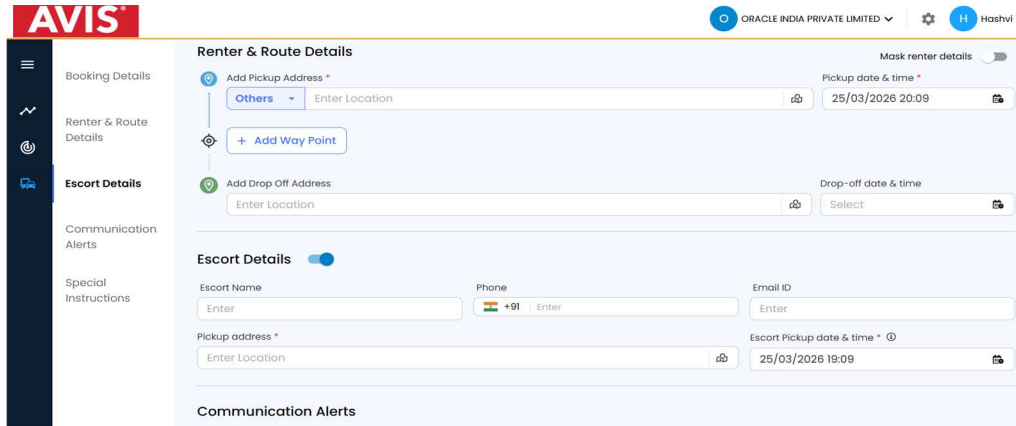 AVIS
O ORACLE INDIA PRIVATE LIMITED
H Hashvi
Booking Details
Renter & Route
Details
Escort Details
Communication
Alerts
Special
Instructions
Renter & Route Details
Mask renter details
Add Pickup Address *
Pickup date & time *
Others
Enter Location
25/03/2026 20:09
+ Add Way Point
Add Drop Off Address
Drop-off date & time
Enter Location
Select
Escort Details
Escort Name
Phone
Email ID
Enter
+91
Enter
Enter
Pickup address *
Escort Pickup date & time *
Enter Location
25/03/2026 19:09
Communication Alerts